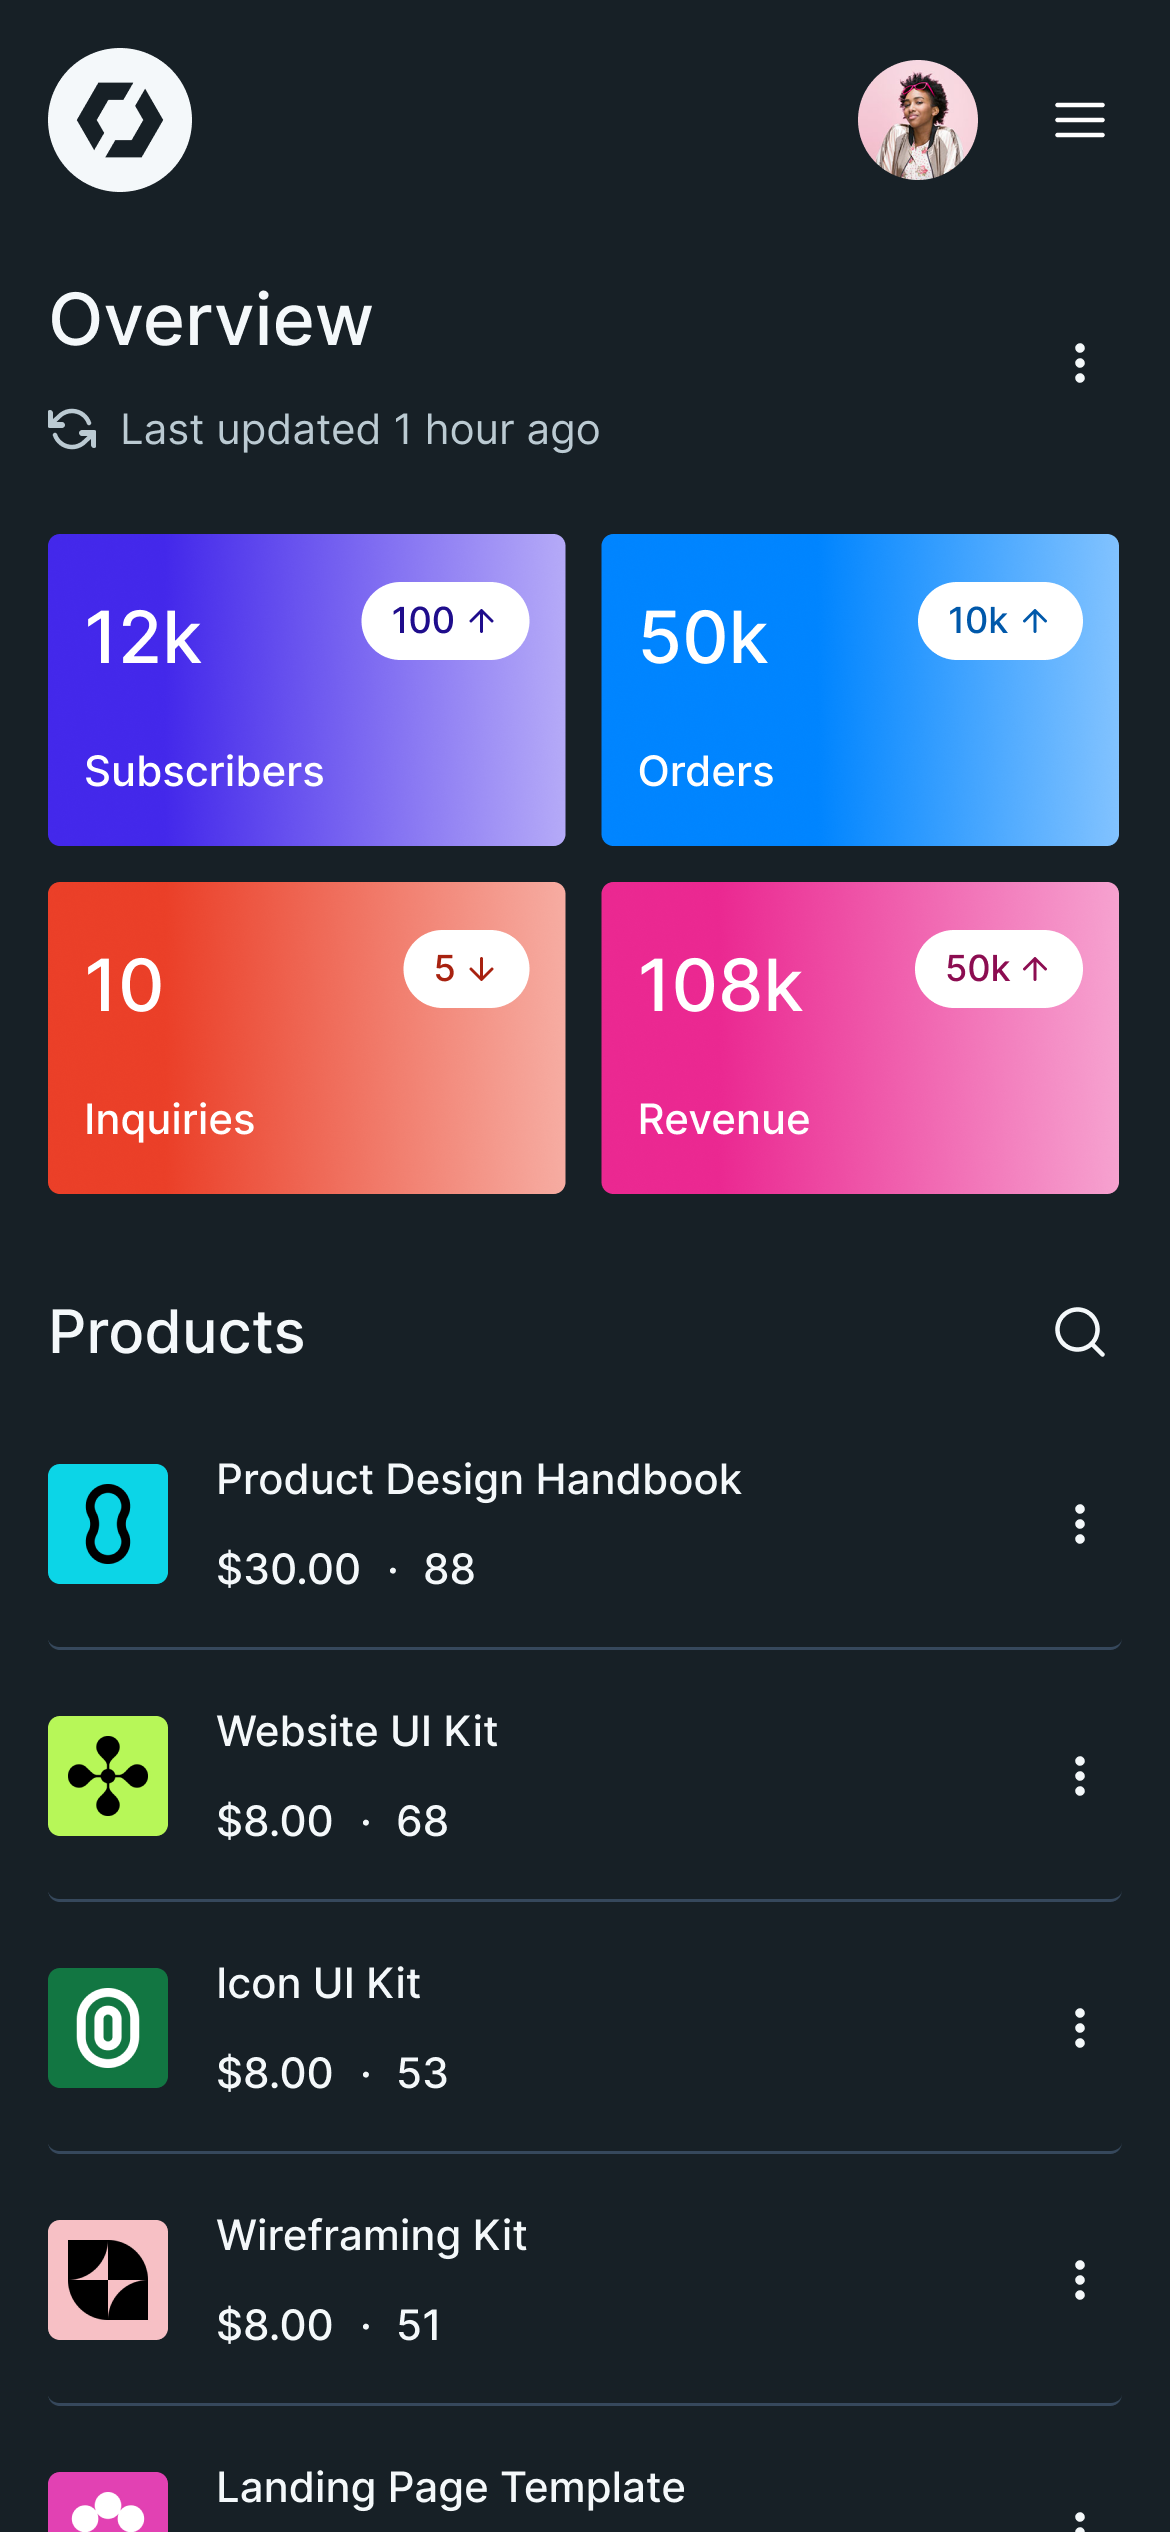 Overview
Last updated 1 hour ago
12k
100 ↑
Subscribers
50k
10k ↑
Orders
10
5 ↓
Inquiries
108k
50k ↑
Revenue
Products
Product Design Handbook
$30.00 · 88
Website UI Kit
$8.00 · 68
Icon UI Kit
$8.00 · 53
Wireframing Kit
$8.00 · 51
Landing Page Template